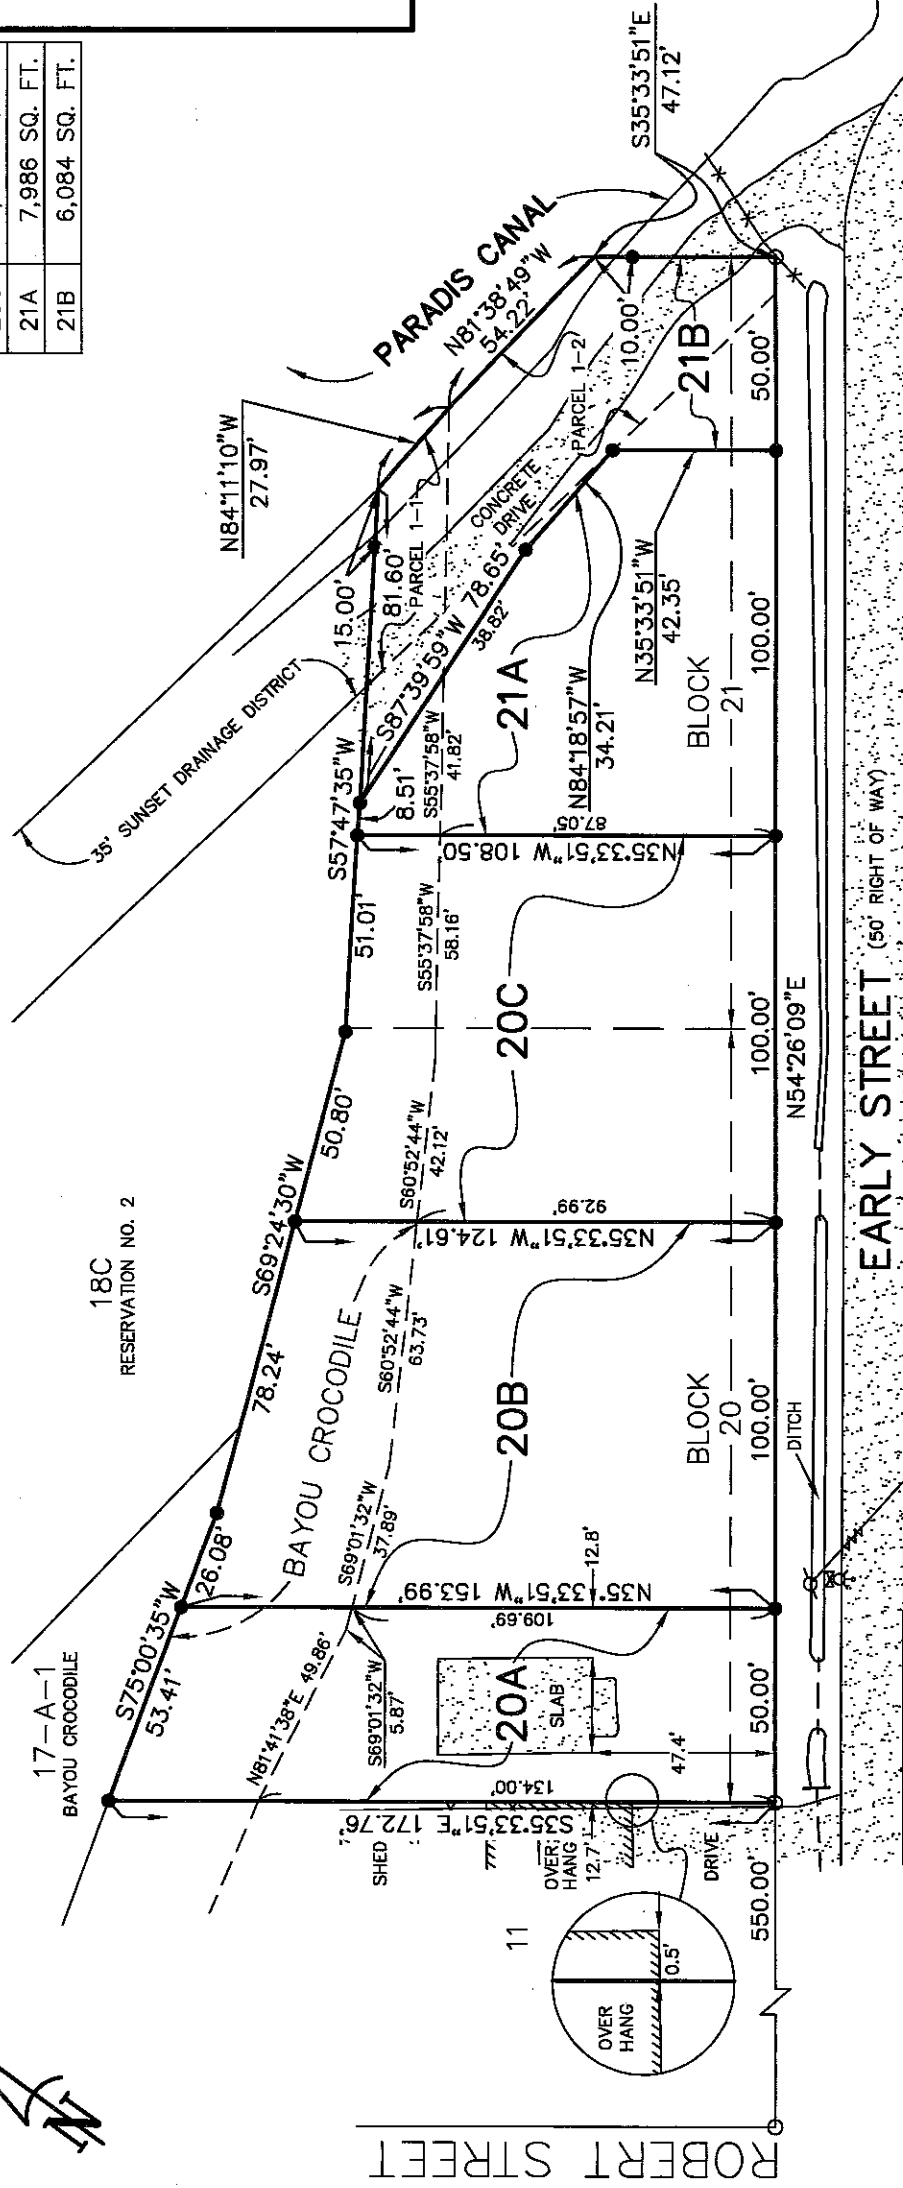 21A 7,986 SQ. FT.
21B 6,084 SQ. FT.
S35°33'51"E
47.12'
PARADIS CANAL
N81°38'49"W
54.22'
N84°11'10"W
27.97'
10.00'
21B
50.00'
PARCEL 1-2
CONCRETE
DRIVE
15.00'
81.60'
PARCEL 1-1
35' SUNSET DRAINAGE DISTRICT
S87°39'59"W 78.65'
38.82'
N84°18'57"W
34.21'
N35°33'51"W
42.35'
S57°47'35"W
8.51'
S55°37'58"W
41.82'
21A
87.05'
N35°33'51"W 108.50
BLOCK
21
100.00'
51.01'
S55°37'58"W
58.16'
20C
50.80'
S60°52'44"W
42.12'
100.00'
N54°26'09"E
EARLY STREET (50' RIGHT OF WAY)
18C
RESERVATION NO. 2
S69°24'30"W
78.24'
92.99'
N35°33'51"W 124.61'
BAYOU CROCODILE
S60°52'44"W
63.73'
20B
BLOCK
20
100.00'
DITCH
17-A-1
BAYOU CROCODILE
S75°00'35"W
26.08'
53.41'
S69°01'32"W
37.89'
12.8'
109.69'
N35°33'51"W 153.99'
N81°41'38"E 49.86'
S69°01'32"W
5.87'
20A
SLAB
50.00'
47.4'
134.00'
S35°33'51"E 172.76'
SHED
OVER
HANG
12.7'
DRIVE
11
OVER
HANG
0.5'
550.00'
ROBERT STREET
N